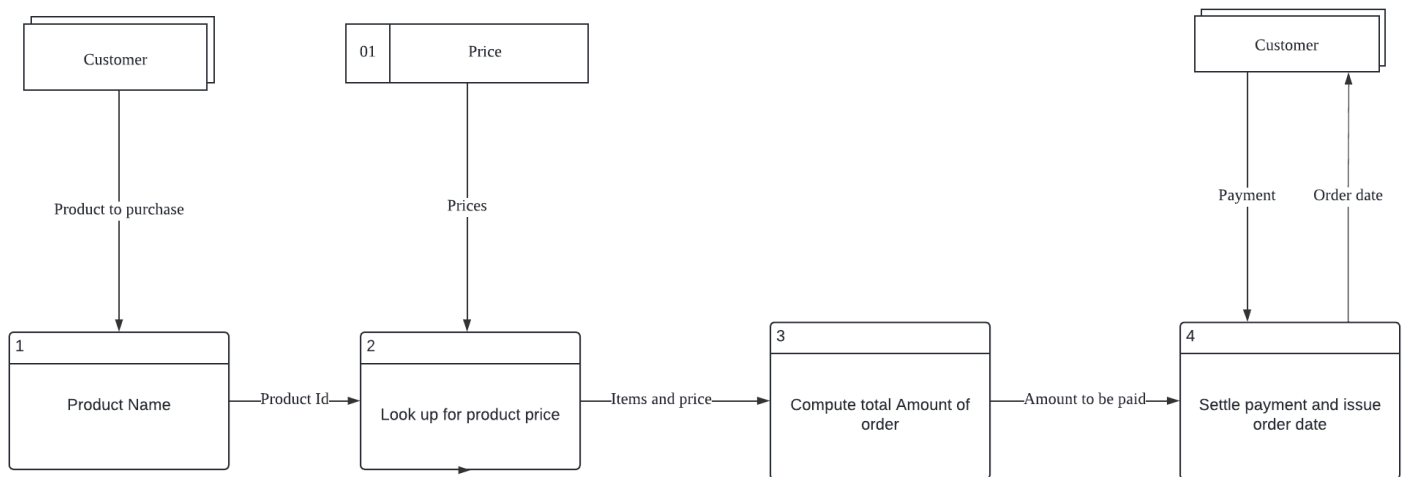 Customer
01
Price
Customer
Product to purchase
Prices
Payment
Order date
1
Product Name
Product Id
2
Look up for product price
Items and price
3
Compute total Amount of
order
Amount to be paid
4
Settle payment and issue
order date